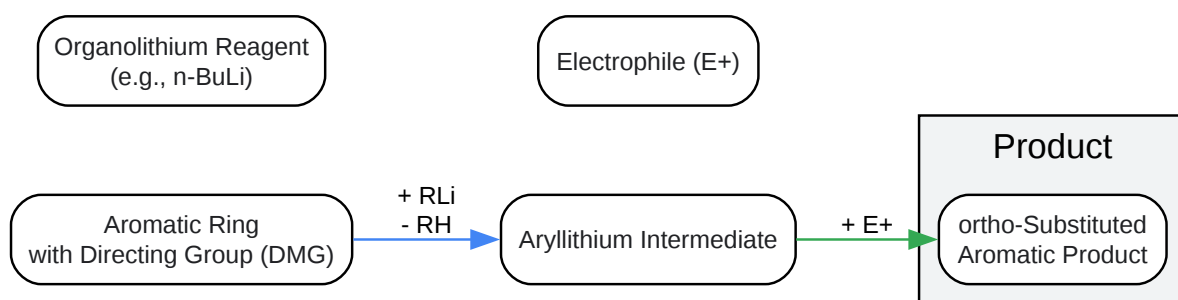 Organolithium Reagent
(e.g., n-BuLi)
Electrophile (E+)
Product
Aromatic Ring
with Directing Group (DMG)
+ RLi
- RH
Aryllithium Intermediate
+ E+
ortho-Substituted
Aromatic Product